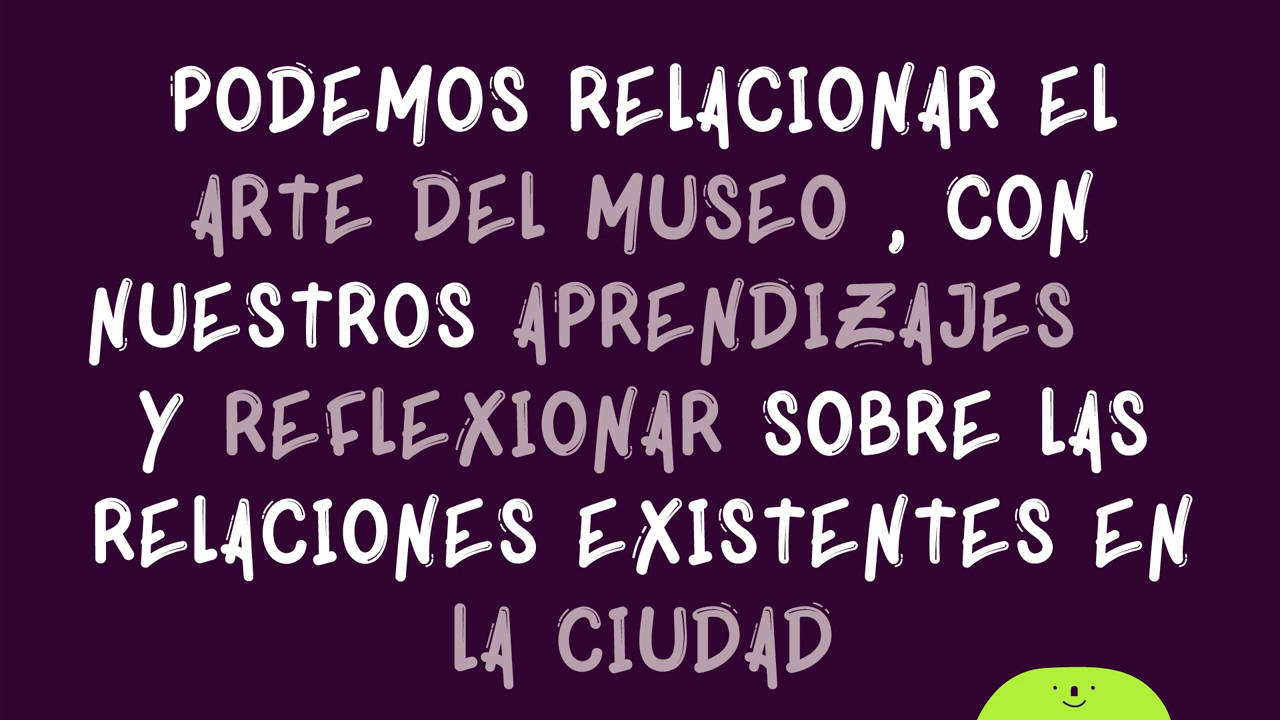 PODEMOS RELACIONAR EL
ARTE DEL MUSEO , CON
NUESTROS APRENDIZAJES
Y REFLEXIONAR SOBRE LAS
RELACIONES EXISTENTES EN
LA CIUDAD